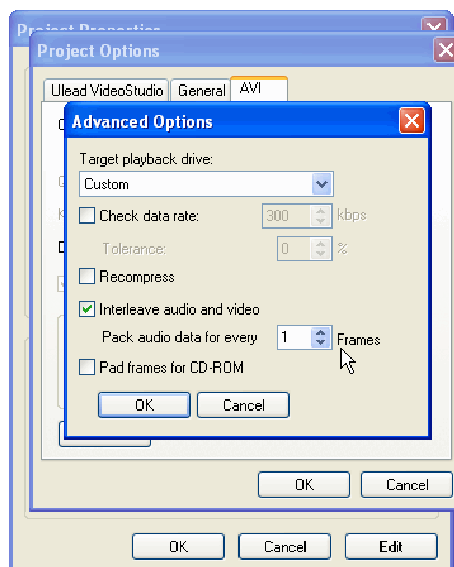 Project Properties
Project Options
Ulead VideoStudio General AVI
Advanced Options
Target playback drive:
Custom
Check data rate: 300 kbps
Tolerance: 0 %
Recompress
Interleave audio and video
Pack audio data for every 1 Frames
Pad frames for CD-ROM
OK Cancel
OK Cancel
OK Cancel Edit